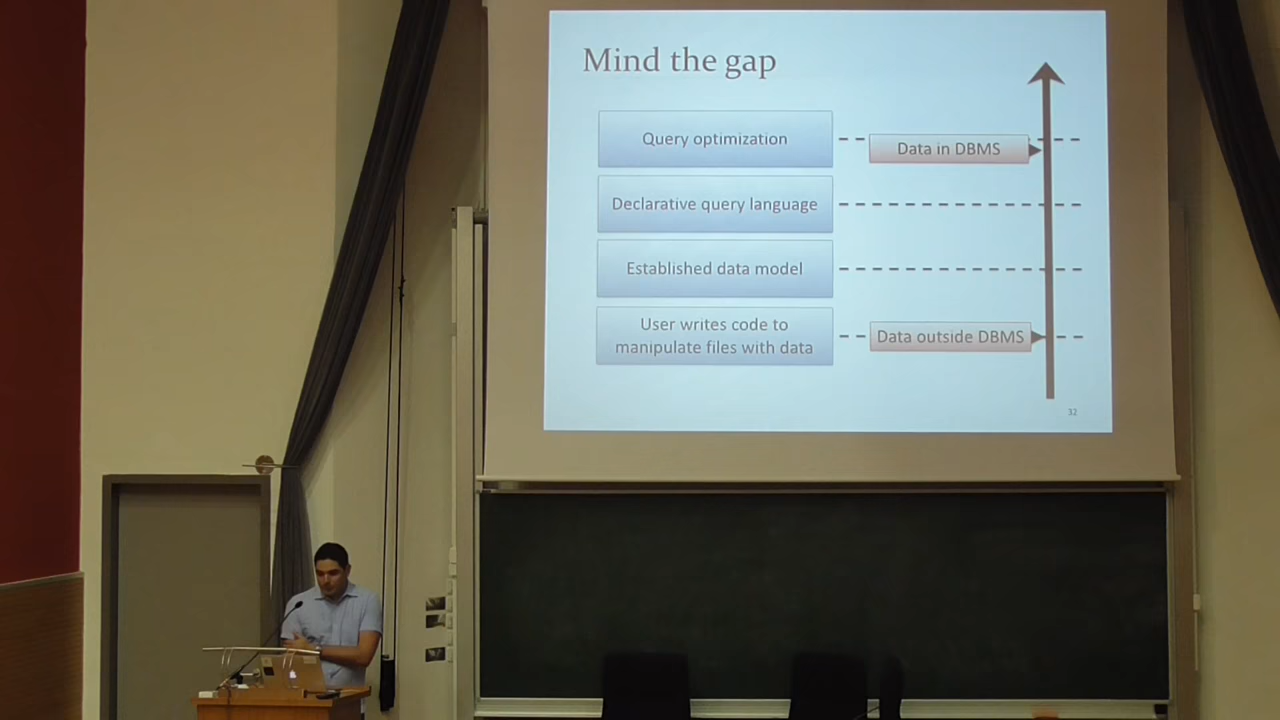 Mind the gap
Query optimization
Data in DBMS
Declarative query language
Established data model
User writes code to
manipulate files with data
Data outside DBMS
32